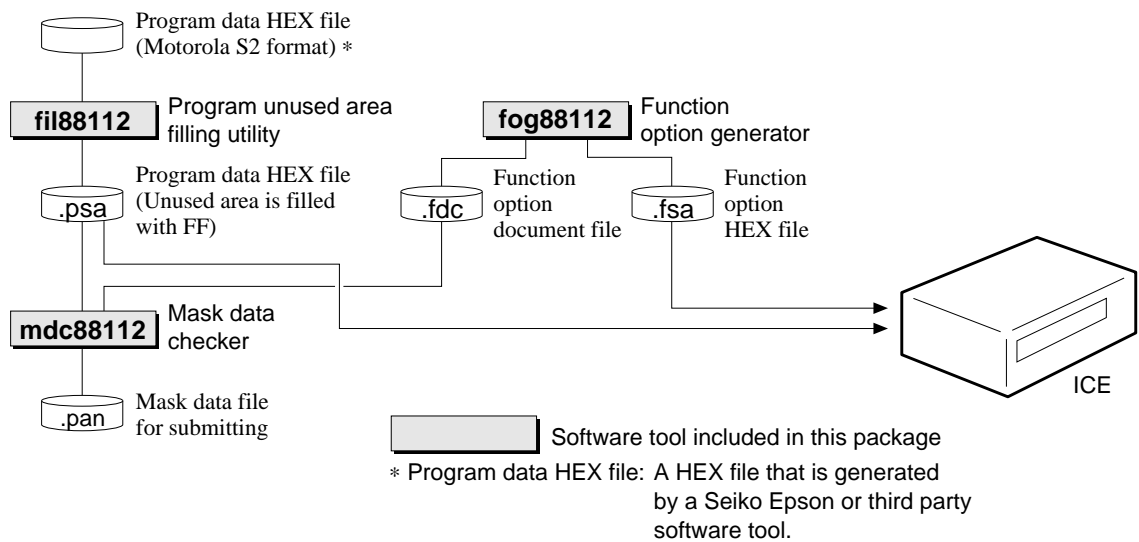 Program data HEX file
(Motorola S2 format) *
fil88112
Program unused area
filling utility
fog88112
Function
option generator
.psa
Program data HEX file
(Unused area is filled
with FF)
.fdc
Function
option
document file
.fsa
Function
option
HEX file
mdc88112
Mask data
checker
ICE
.pan
Mask data file
for submitting
Software tool included in this package
* Program data HEX file: A HEX file that is generated
by a Seiko Epson or third party
software tool.